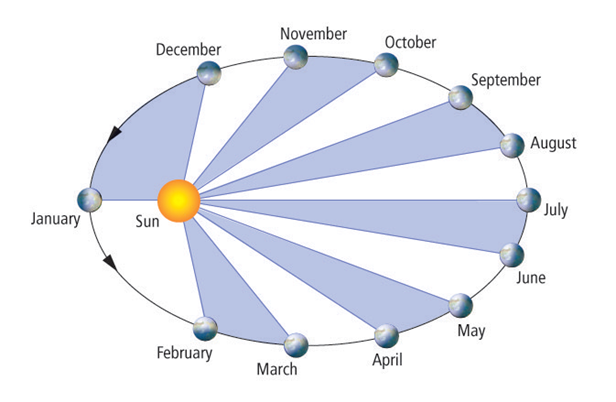 November
October
December
September
August
January
Sun
July
June
May
February
March
April